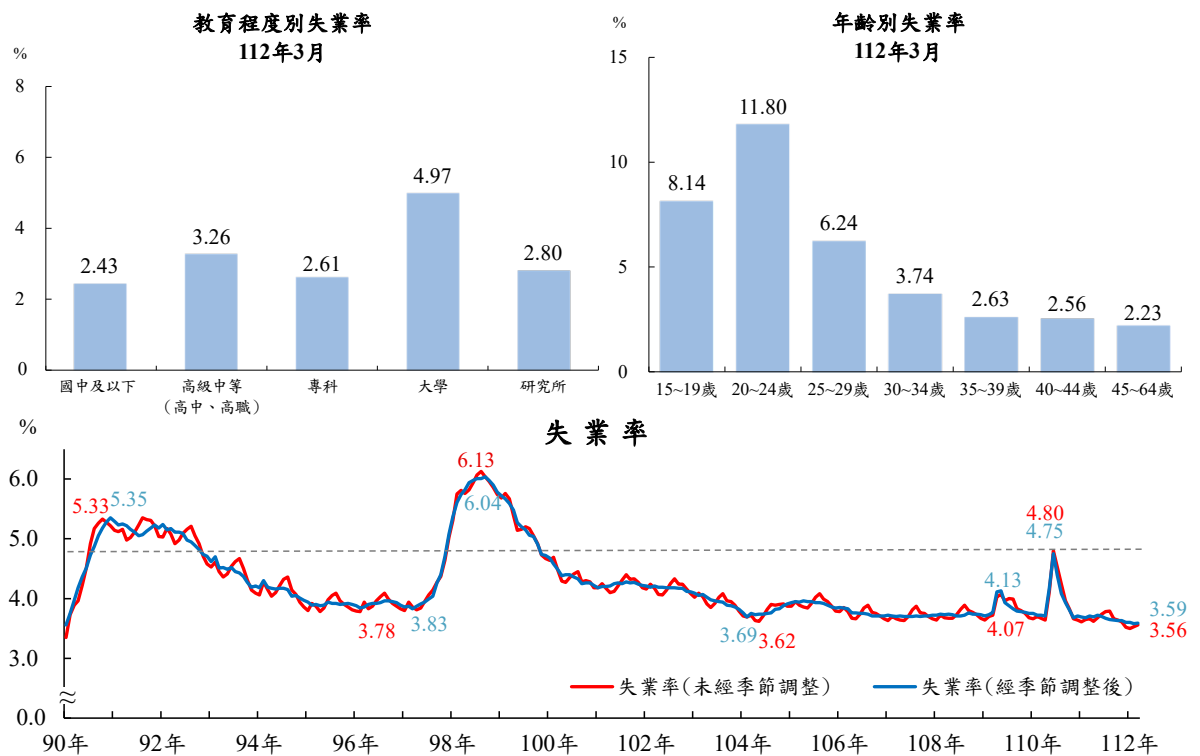 教育程度別失業率
112年3月
%
8
6
4
2
0
2.43
3.26
2.61
4.97
2.80
國中及以下
高級中等
(高中、高職)
專科
大學
研究所
年齡別失業率
112年3月
%
15
10
5
0
8.14
11.80
6.24
3.74
2.63
2.56
2.23
15~19歲
20~24歲
25~29歲
30~34歲
35~39歲
40~44歲
45~64歲
失業率
%
6.0
5.0
4.0
3.0
0.0
5.33
5.35
3.78
3.83
6.13
6.04
3.69
3.62
4.13
4.07
4.80
4.75
3.59
3.56
失業率(未經季節調整)
失業率(經季節調整後)
90年
92年
94年
96年
98年
100年
102年
104年
106年
108年
110年
112年